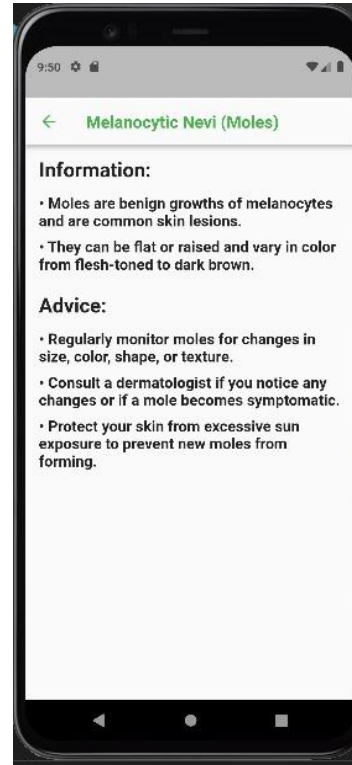 9:50
Melanocytic Nevi (Moles)
Information:
• Moles are benign growths of melanocytes
and are common skin lesions.
• They can be flat or raised and vary in color
from flesh-toned to dark brown.
Advice:
• Regularly monitor moles for changes in
size, color, shape, or texture.
• Consult a dermatologist if you notice any
changes or if a mole becomes symptomatic.
• Protect your skin from excessive sun
exposure to prevent new moles from
forming.